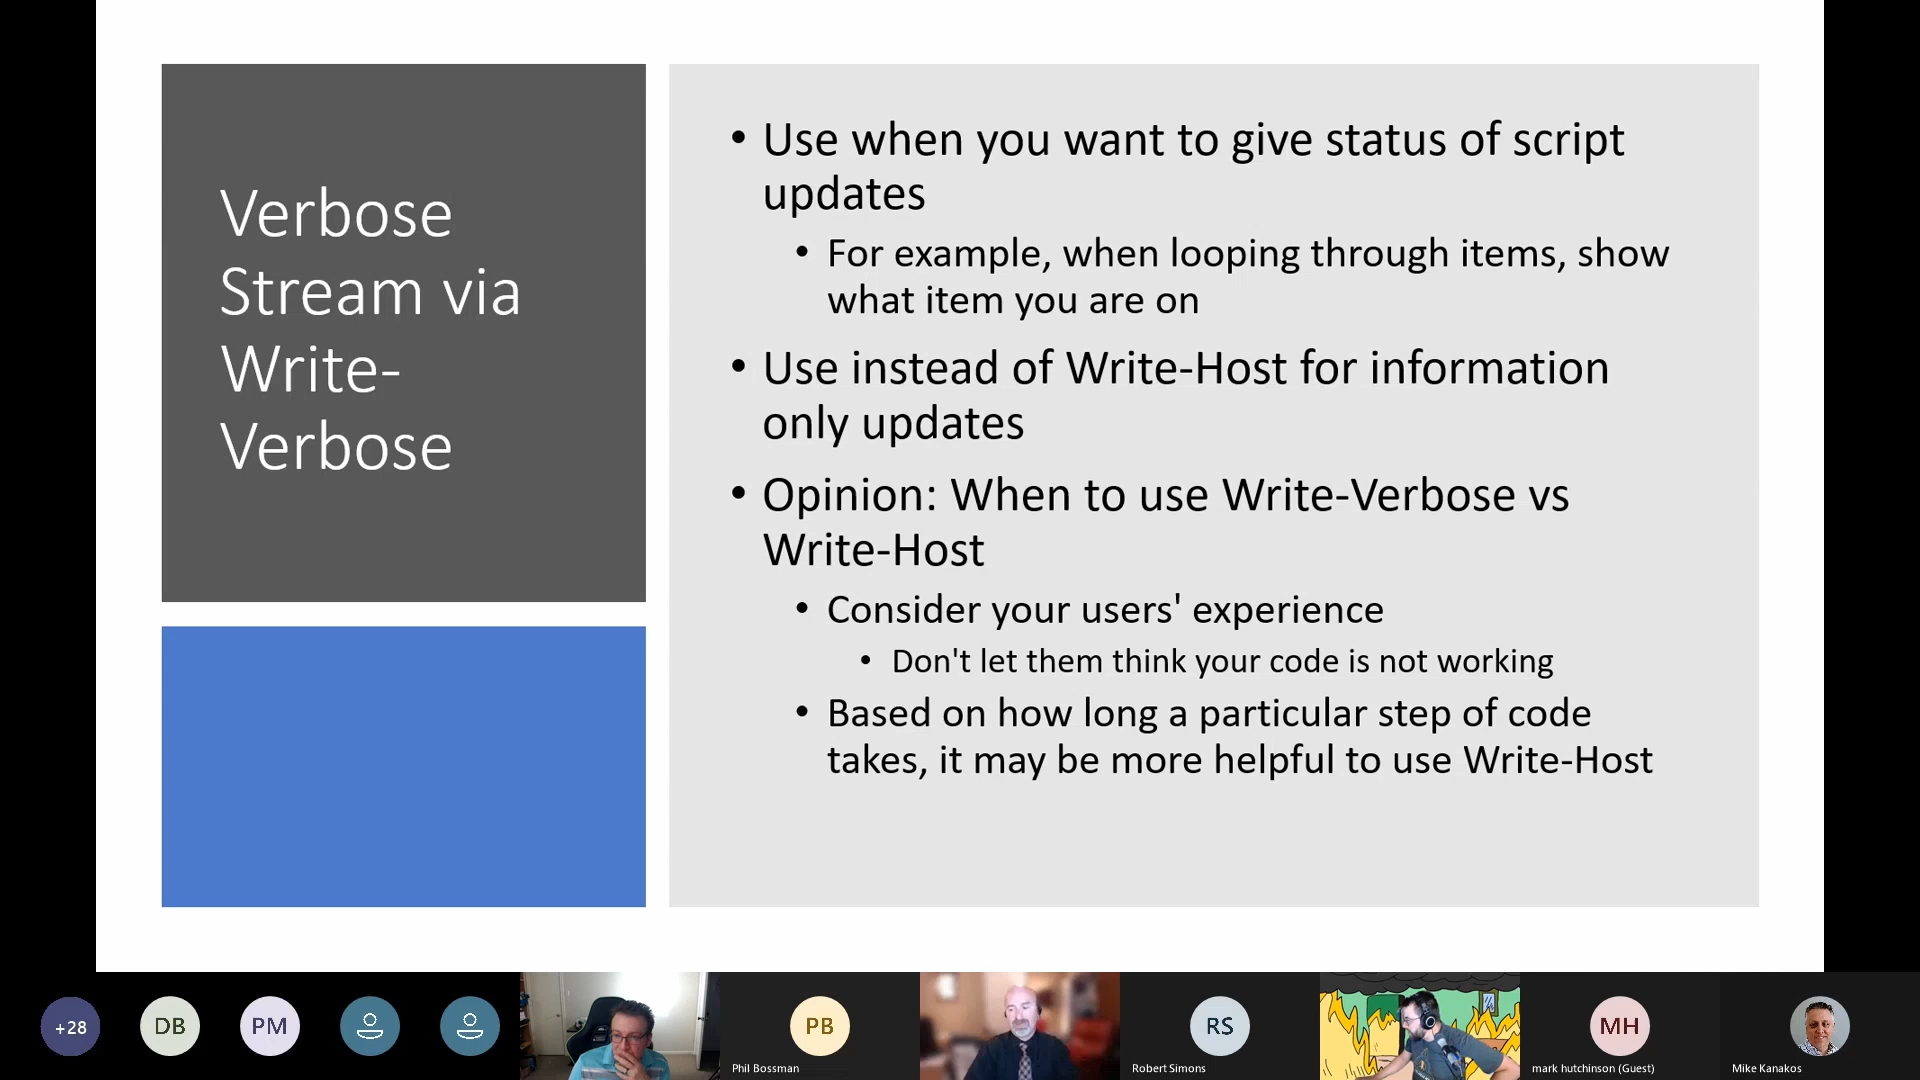 Verbose
Stream via
Write-
Verbose
• Use when you want to give status of script
updates
• For example, when looping through items, show
what item you are on
• Use instead of Write-Host for information
only updates
• Opinion: When to use Write-Verbose vs
Write-Host
• Consider your users' experience
• Don't let them think your code is not working
• Based on how long a particular step of code
takes, it may be more helpful to use Write-Host
+28
DB
PM
PB
Phil Bossman
RS
Robert Simons
MH
mark hutchinson (Guest)
Mike Kanakos